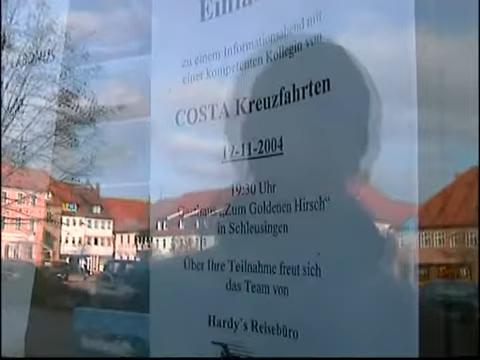 zu einem Informationsabend mit
einer kompetenten Kollegin von
COSTA Kreuzfahrten
-11-2004
19:30 Uhr
Gasthaus „Zum Goldenen Hirsch"
in Schleusingen
Über Ihre Teilnahme freut sich
das Team von
Hardy's Reisebüro